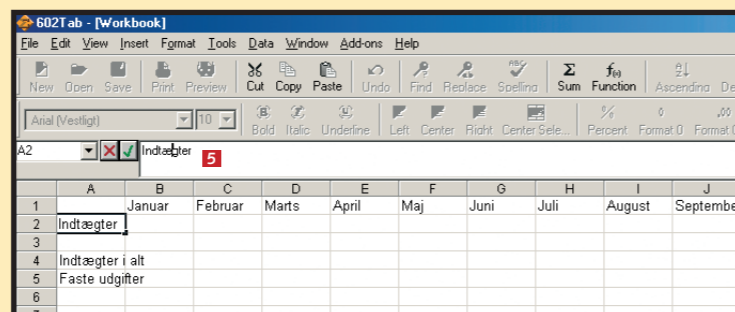 602Tab - [Workbook]
File Edit View Insert Format Tools Data Window Add-ons Help
New Open Save Print Preview Cut Copy Paste Undo Find Replace Spelling Sum Function Ascending De
Arial (Vestligt) 10 Bold Italic Underline Left Center Right Center Sele... Percent Format 0 Format
A2 Indtægter 5
A B C D E F G H I J
1 Januar Februar Marts April Maj Juni Juli August Septembe
2 Indtægter
3
4 Indtægter i alt
5 Faste udgifter
6